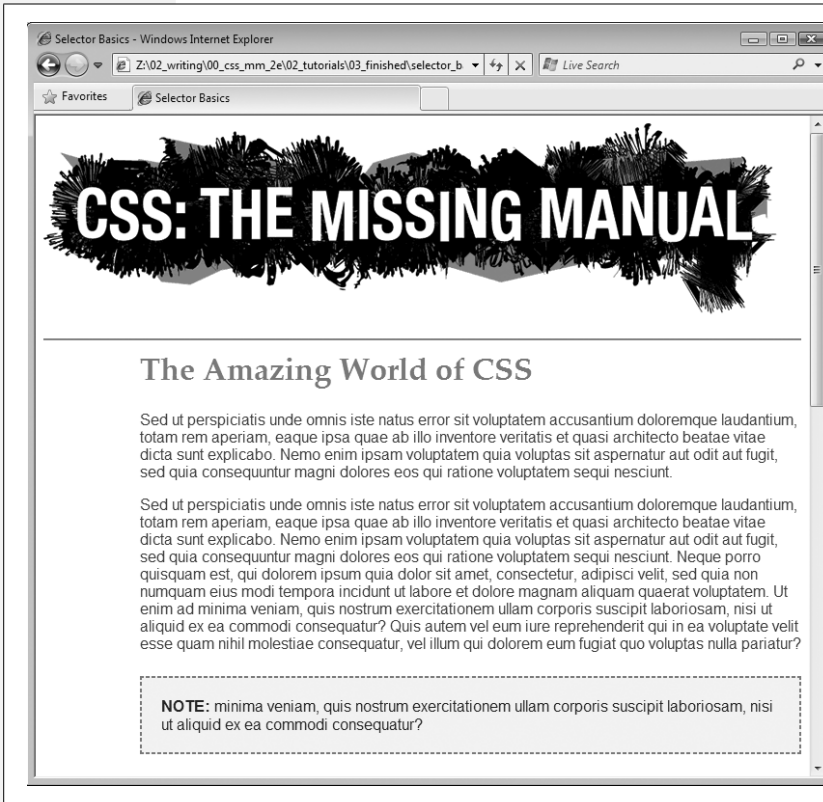 Selector Basics - Windows Internet Explorer
Z:\02_writing\00_css_mm_2e\02_tutorials\03_finished\selector_b
Live Search
Favorites
Selector Basics
CSS: THE MISSING MANUAL
The Amazing World of CSS
Sed ut perspiciatis unde omnis iste natus error sit voluptatem accusantium doloremque laudantium,
totam rem aperiam, eaque ipsa quae ab illo inventore veritatis et quasi architecto beatae vitae
dicta sunt explicabo. Nemo enim ipsam voluptatem quia voluptas sit aspernatur aut odit aut fugit,
sed quia consequuntur magni dolores eos qui ratione voluptatem sequi nesciunt.
Sed ut perspiciatis unde omnis iste natus error sit voluptatem accusantium doloremque laudantium,
totam rem aperiam, eaque ipsa quae ab illo inventore veritatis et quasi architecto beatae vitae
dicta sunt explicabo. Nemo enim ipsam voluptatem quia voluptas sit aspernatur aut odit aut fugit,
sed quia consequuntur magni dolores eos qui ratione voluptatem sequi nesciunt. Neque porro
quisquam est, qui dolorem ipsum quia dolor sit amet, consectetur, adipisci velit, sed quia non
numquam eius modi tempora incidunt ut labore et dolore magnam aliquam quaerat voluptatem. Ut
enim ad minima veniam, quis nostrum exercitationem ullam corporis suscipit laboriosam, nisi ut
aliquid ex ea commodi consequatur? Quis autem vel eum iure reprehenderit qui in ea voluptate velit
esse quam nihil molestiae consequatur, vel illum qui dolorem eum fugiat quo voluptas nulla pariatur?
NOTE: minima veniam, quis nostrum exercitationem ullam corporis suscipit laboriosam, nisi
ut aliquid ex ea commodi consequatur?